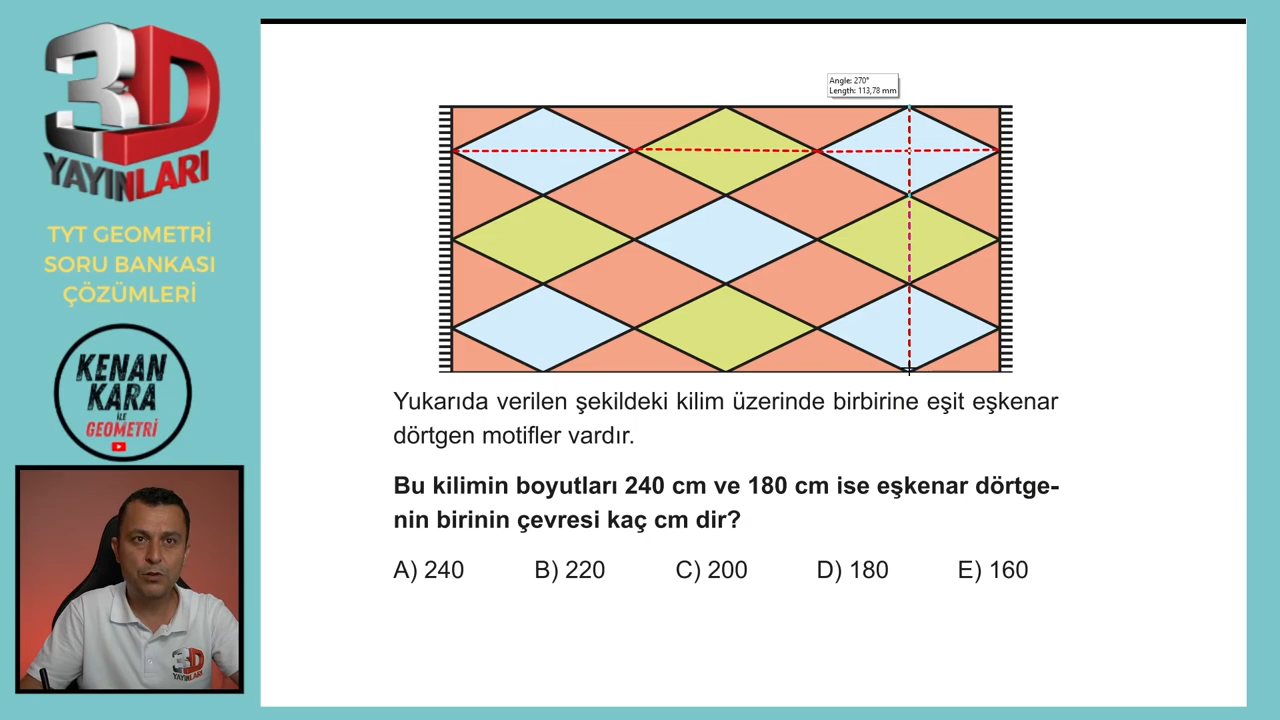 3D
YAYINLARI
TYT GEOMETRİ
SORU BANKASI
ÇÖZÜMLERİ
KENAN
KARA
İLE
GEOMETRİ
3D
YAYINLARI
Angle: 270°
Length: 113,78 mm
Yukarıda verilen şekildeki kilim üzerinde birbirine eşit eşkenar
dörtgen motifler vardır.
Bu kilimin boyutları 240 cm ve 180 cm ise eşkenar dörtge-
nin birinin çevresi kaç cm dir?
A) 240 B) 220 C) 200 D) 180 E) 160